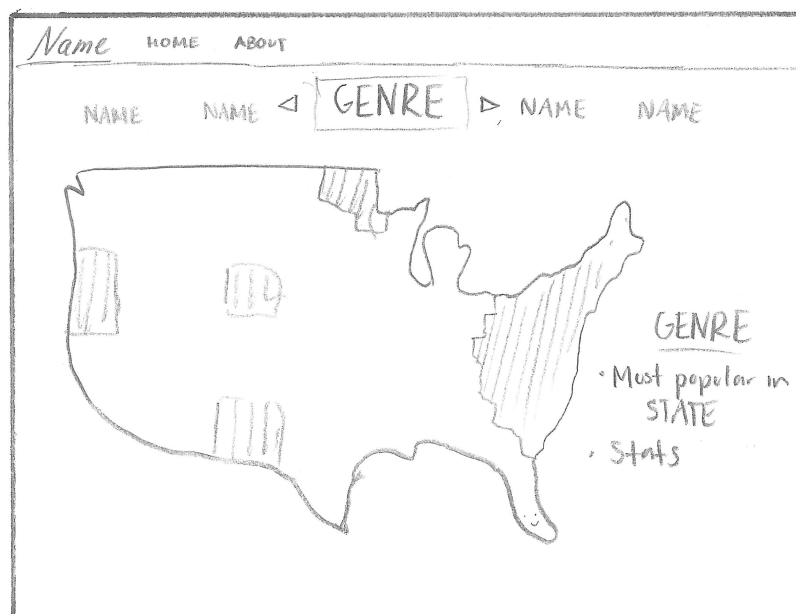 Name HOME ABOUT
NAME NAME GENRE NAME NAME
GENRE
• Most popular in
STATE
• Stats